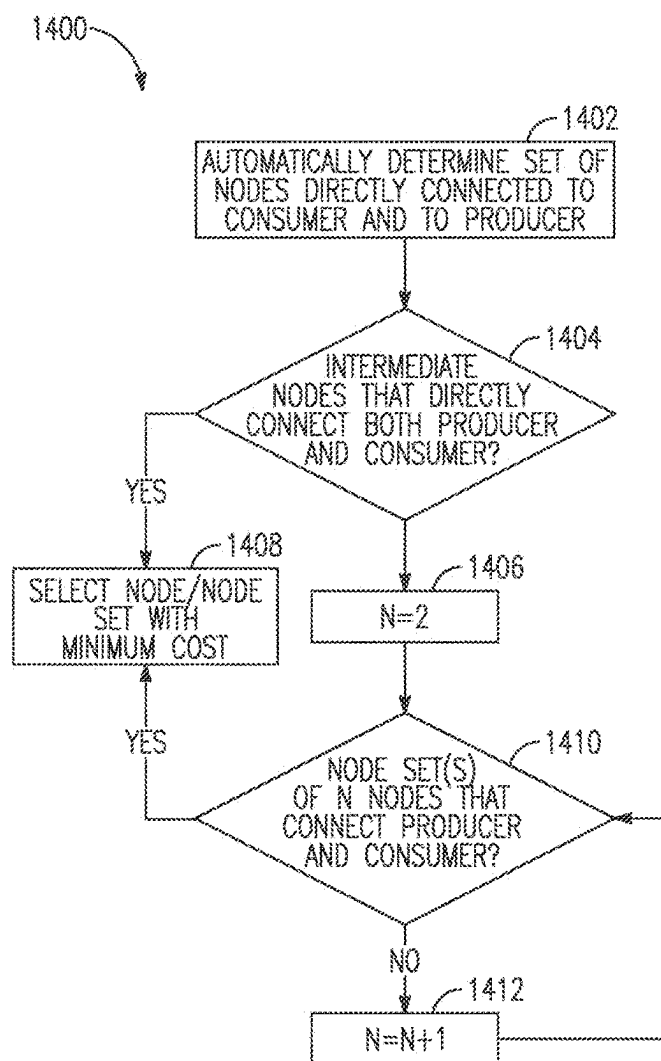 1400
1402
AUTOMATICALLY DETERMINE SET OF
NODES DIRECTLY CONNECTED TO
CONSUMER AND TO PRODUCER
1404
INTERMEDIATE
NODES THAT DIRECTLY
CONNECT BOTH PRODUCER
AND CONSUMER?
YES
1408
SELECT NODE/NODE
SET WITH
MINIMUM COST
1406
N=2
YES
1410
NODE SET(S)
OF N NODES THAT
CONNECT PRODUCER
AND CONSUMER?
NO
1412
N=N+1